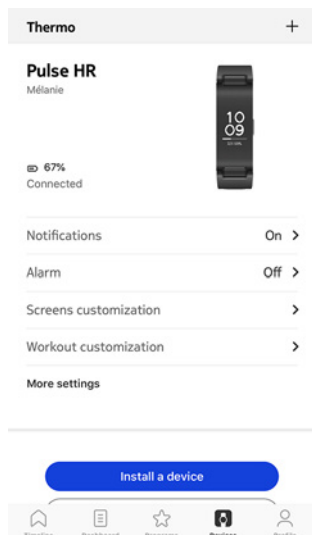 Thermo
Pulse HR
Mélanie
10
09
67%
Connected
Notifications On
Alarm Off
Screens customization
Workout customization
More settings
Install a device